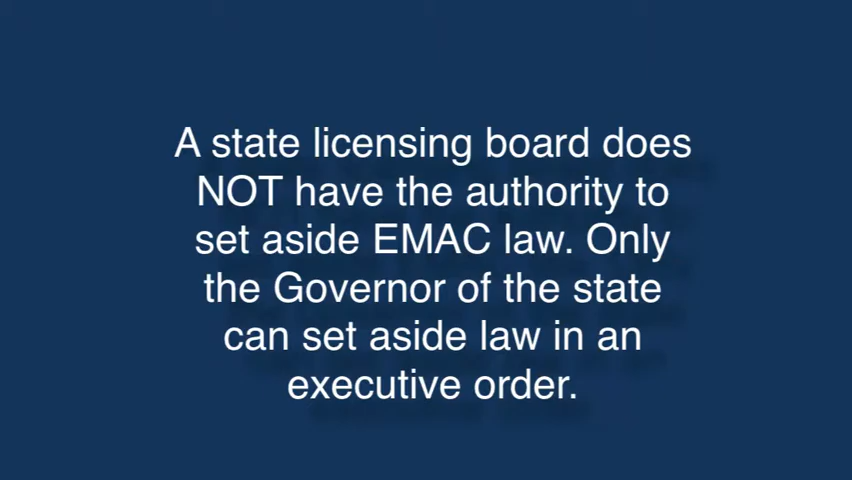 A state licensing board does
NOT have the authority to
set aside EMAC law. Only
the Governor of the state
can set aside law in an
executive order.